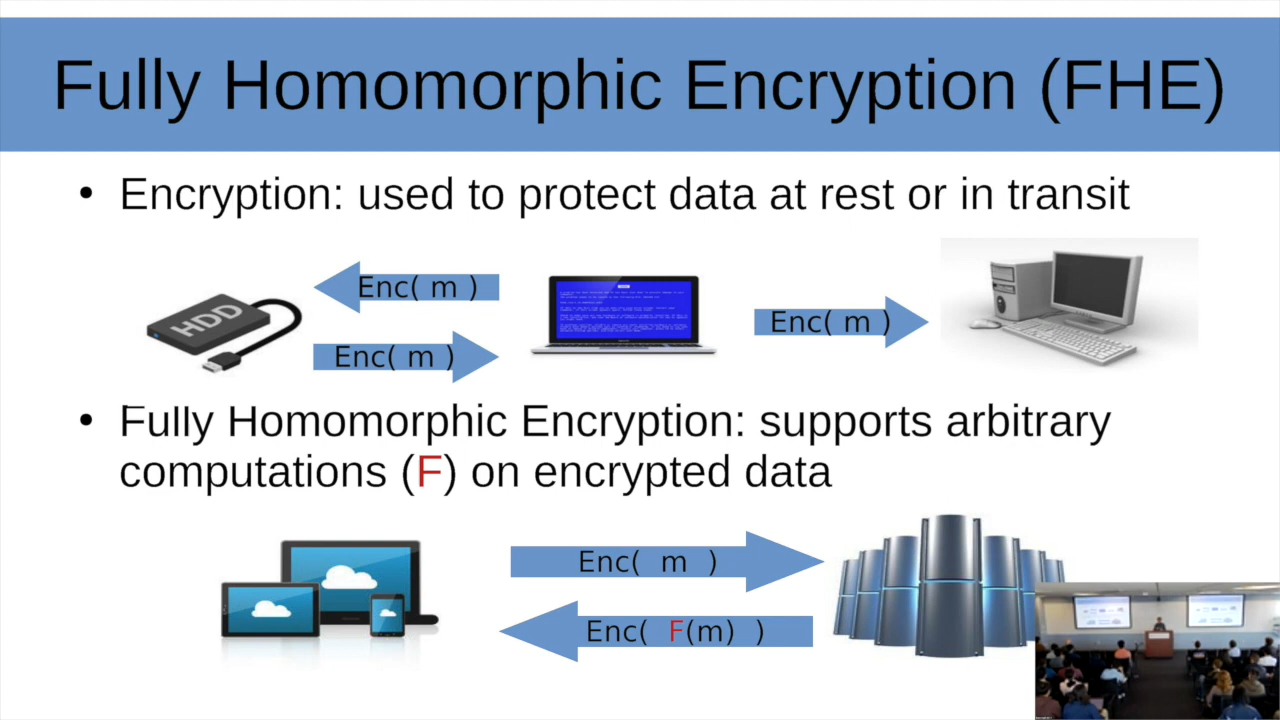 Fully Homomorphic Encryption (FHE)
• Encryption: used to protect data at rest or in transit
Enc( m )
HDD
Enc( m )
Enc( m )
• Fully Homomorphic Encryption: supports arbitrary
computations (F) on encrypted data
Enc( m )
Enc( F(m) )